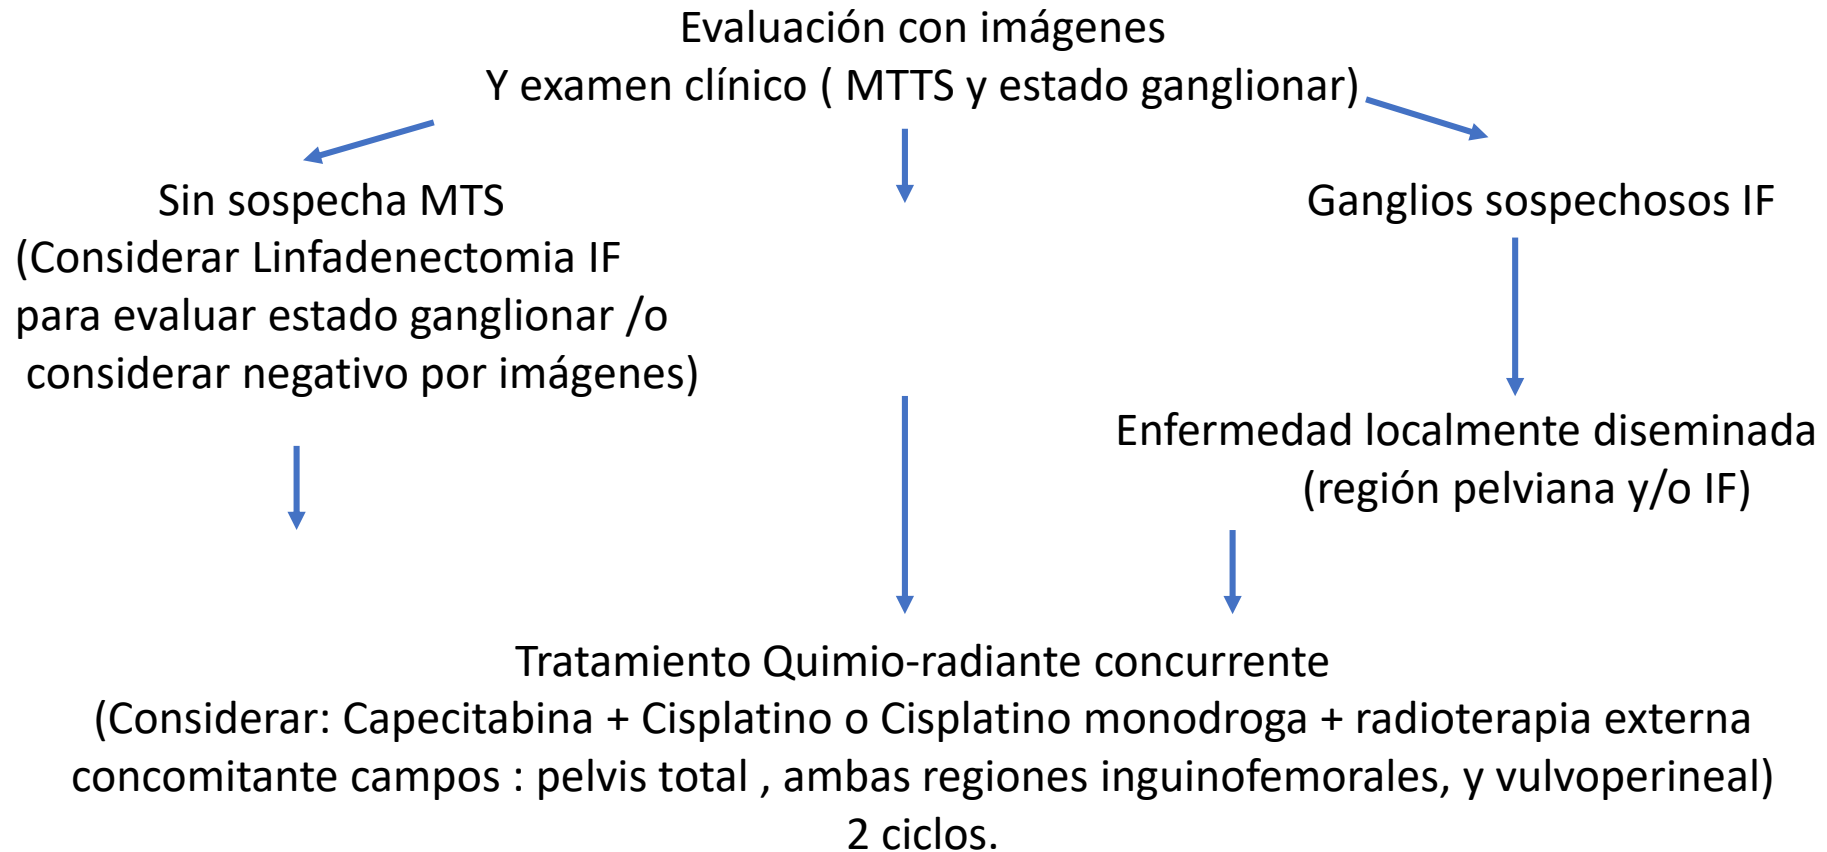 Evaluación con imágenes
Y examen clínico ( MTTS y estado ganglionar)
Sin sospecha MTS
(Considerar Linfadenectomia IF
para evaluar estado ganglionar /o
considerar negativo por imágenes)
Ganglios sospechosos IF
Enfermedad localmente diseminada
(región pelviana y/o IF)
Tratamiento Quimio-radiante concurrente
(Considerar: Capecitabina + Cisplatino o Cisplatino monodroga + radioterapia externa
concomitante campos : pelvis total , ambas regiones inguinofemorales, y vulvoperineal)
2 ciclos.